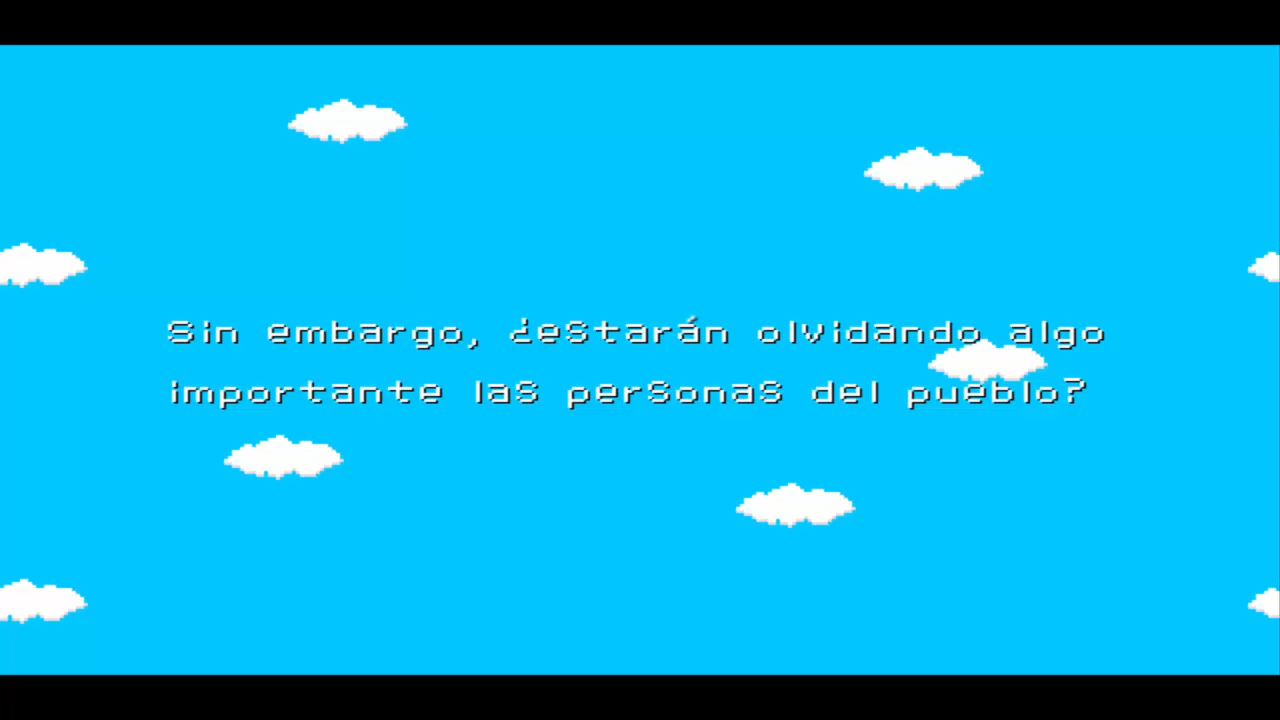 Sin embargo, ¿estarán olvidando algo
importante las personas del pueblo?